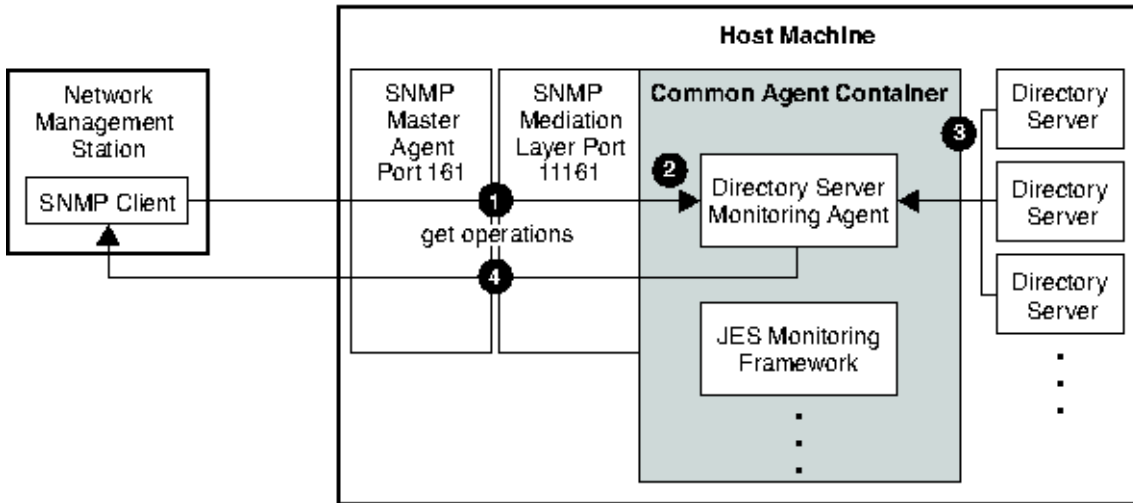 Host Machine
Network
Management
Station
SNMP Client
SNMP
Master
Agent
Port 161
SNMP
Mediation
Layer Port
11161
Common Agent Container
1
get operations
4
2
Directory Server
Monitoring Agent
JES Monitoring
Framework
3
Directory
Server
Directory
Server
Directory
Server